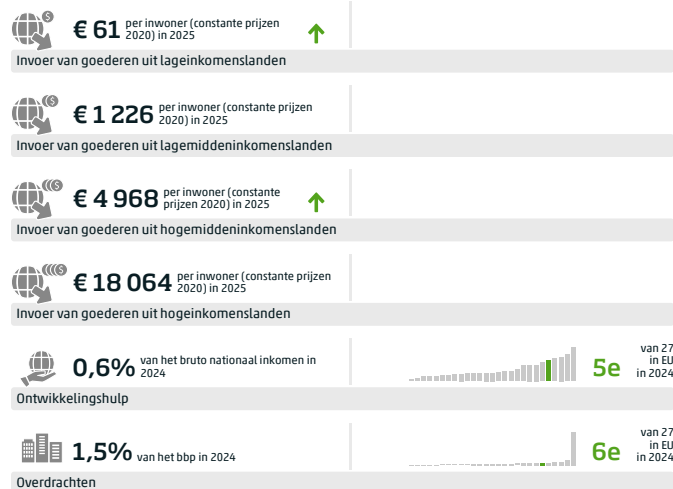 € 61 per inwoner (constante prijzen
2020) in 2025
Invoer van goederen uit lageinkomenslanden
€ 1 226 per inwoner (constante prijzen
2020) in 2025
Invoer van goederen uit lagemiddeninkomenslanden
€ 4 968 per inwoner (constante
prijzen 2020) in 2025
Invoer van goederen uit hogemiddeninkomenslanden
€ 18 064 per inwoner (constante prijzen
2020) in 2025
Invoer van goederen uit hogeinkomenslanden
0,6% van het bruto nationaal inkomen in
2024
5e
van 27
in EU
in 2024
Ontwikkelingshulp
1,5% van het bbp in 2024
6e
van 27
in EU
in 2024
Overdrachten